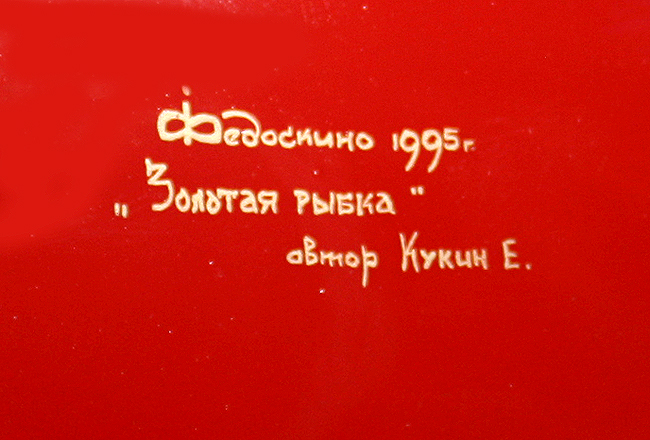 Федоскино 1995г.
„Золотая рыбка"
автор Кукин Е.